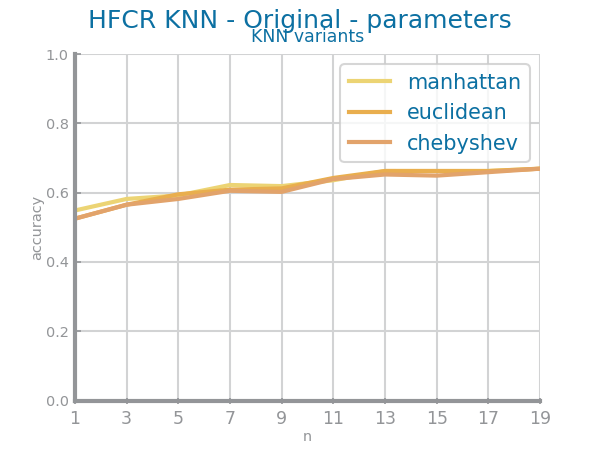 HFCR KNN - Original - parameters
KNN variants
manhattan
euclidean
chebyshev
1.0
0.8
0.6
0.4
0.2
0.0
accuracy
1 3 5 7 9 11 13 15 17 19
n